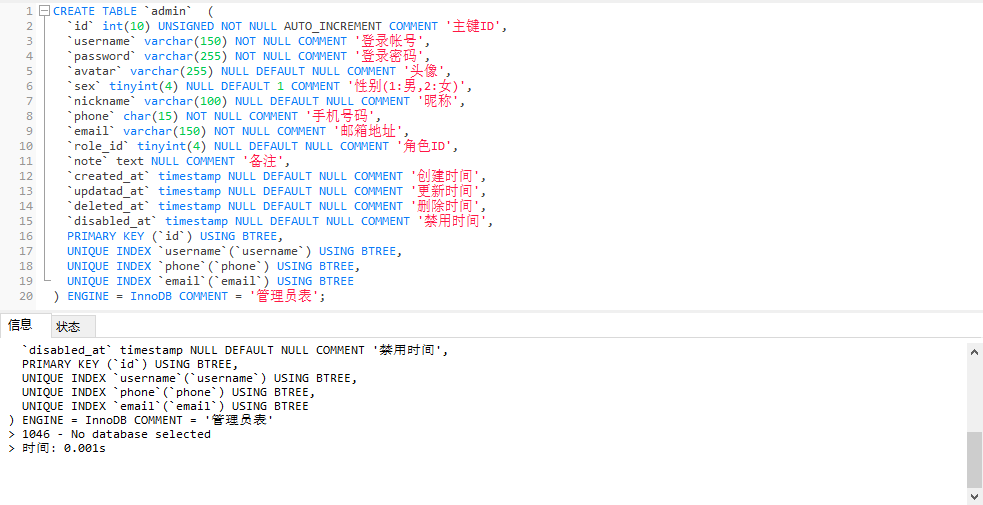 1 CREATE TABLE `admin`  (
2   `id` int(10) UNSIGNED NOT NULL AUTO_INCREMENT COMMENT '主键ID',
3   `username` varchar(150) NOT NULL COMMENT '登录帐号',
4   `password` varchar(255) NOT NULL COMMENT '登录密码',
5   `avatar` varchar(255) NULL DEFAULT NULL COMMENT '头像',
6   `sex` tinyint(4) NULL DEFAULT 1 COMMENT '性别(1:男,2:女)',
7   `nickname` varchar(100) NULL DEFAULT NULL COMMENT '昵称',
8   `phone` char(15) NOT NULL COMMENT '手机号码',
9   `email` varchar(150) NOT NULL COMMENT '邮箱地址',
10   `role_id` tinyint(4) NULL DEFAULT NULL COMMENT '角色ID',
11   `note` text NULL COMMENT '备注',
12   `created_at` timestamp NULL DEFAULT NULL COMMENT '创建时间',
13   `updatad_at` timestamp NULL DEFAULT NULL COMMENT '更新时间',
14   `deleted_at` timestamp NULL DEFAULT NULL COMMENT '删除时间',
15   `disabled_at` timestamp NULL DEFAULT NULL COMMENT '禁用时间',
16   PRIMARY KEY (`id`) USING BTREE,
17   UNIQUE INDEX `username`(`username`) USING BTREE,
18   UNIQUE INDEX `phone`(`phone`) USING BTREE,
19   UNIQUE INDEX `email`(`email`) USING BTREE
20 ) ENGINE = InnoDB COMMENT = '管理员表';
信息 状态
`disabled_at` timestamp NULL DEFAULT NULL COMMENT '禁用时间',
PRIMARY KEY (`id`) USING BTREE,
UNIQUE INDEX `username`(`username`) USING BTREE,
UNIQUE INDEX `phone`(`phone`) USING BTREE,
UNIQUE INDEX `email`(`email`) USING BTREE
) ENGINE = InnoDB COMMENT = '管理员表'
> 1046 - No database selected
> 时间: 0.001s